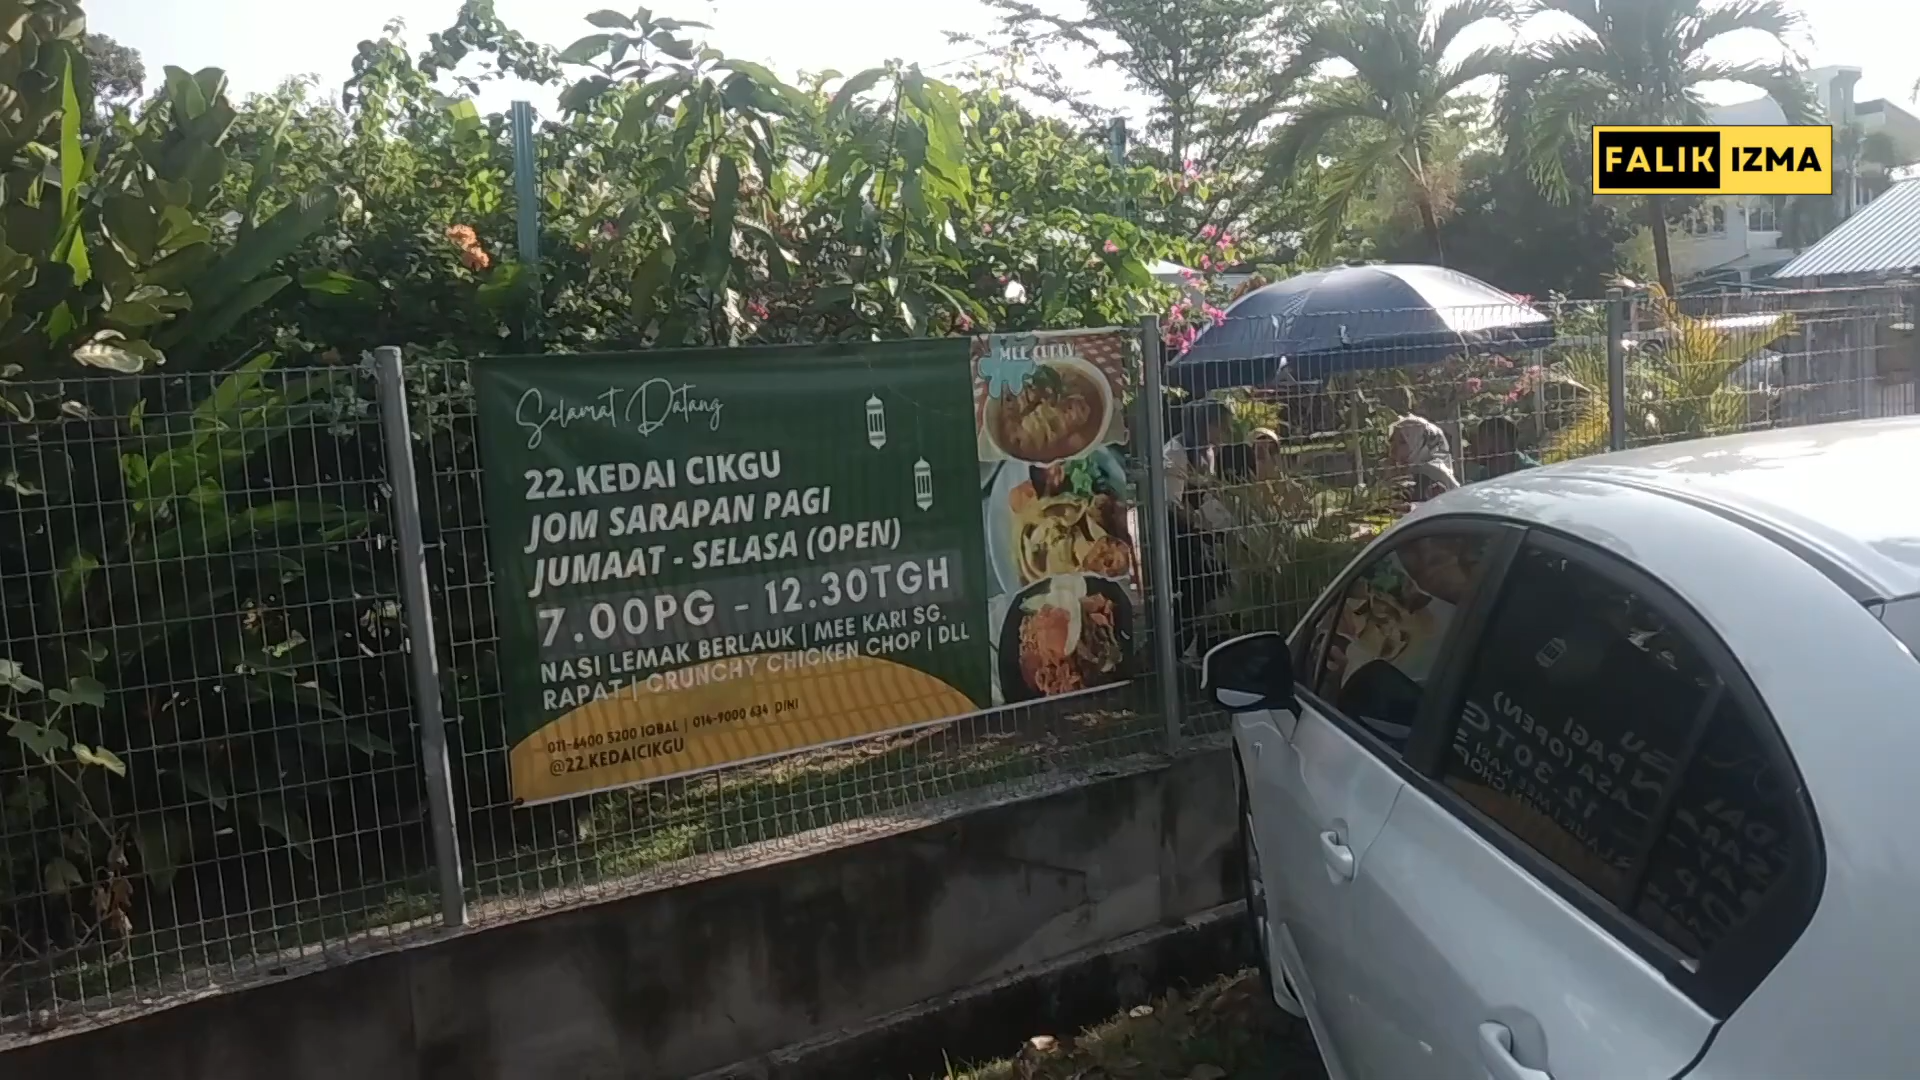 FALIK IZMA
MEE CURRY
Selamat Datang
22.KEDAI CIKGU
JOM SARAPAN PAGI
JUMAAT - SELASA (OPEN)
7.00PG - 12.30TGH
NASI LEMAK BERLAUK | MEE KARI SG.
RAPAT | CRUNCHY CHICKEN CHOP | DLL
011-6400 5200 IQBAL | 014-9000 634 DINI
@22.KEDAICIKGU